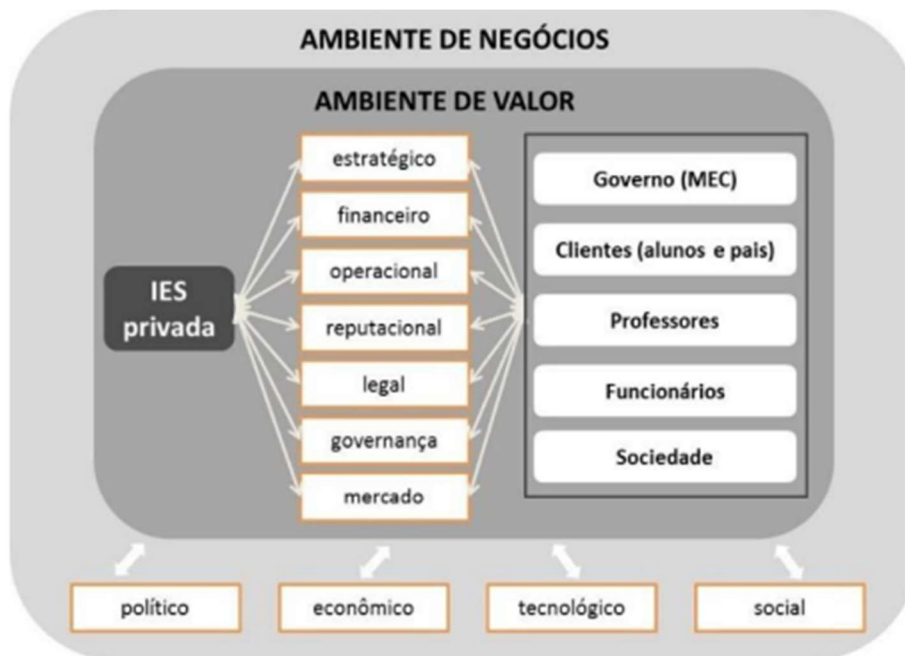 AMBIENTE DE NEGÓCIOS
AMBIENTE DE VALOR
IES
privada
estratégico
financeiro
operacional
reputacional
legal
governança
mercado
Governo (MEC)
Clientes (alunos e pais)
Professores
Funcionários
Sociedade
político
econômico
tecnológico
social